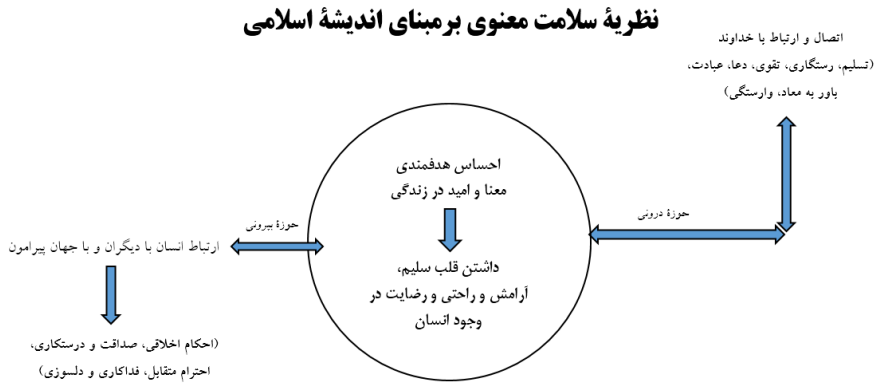 نظریۀ سلامت معنوی برمبنای اندیشۀ اسلامی
اتصال و ارتباط با خداوند
(تسلیم، رستگاری، تقوی، دعا، عبادت،
باور به معاد، وارستگی)
احساس هدفمندی
معنا و امید در زندگی
حوزۀ درونی
حوزۀ بیرونی
ارتباط انسان با دیگران و با جهان پیرامون
داشتن قلب سلیم،
آرامش و راحتی و رضایت در
وجود انسان
(احکام اخلاقی، صداقت و درستکاری،
احترام متقابل، فداکاری و دلسوزی)